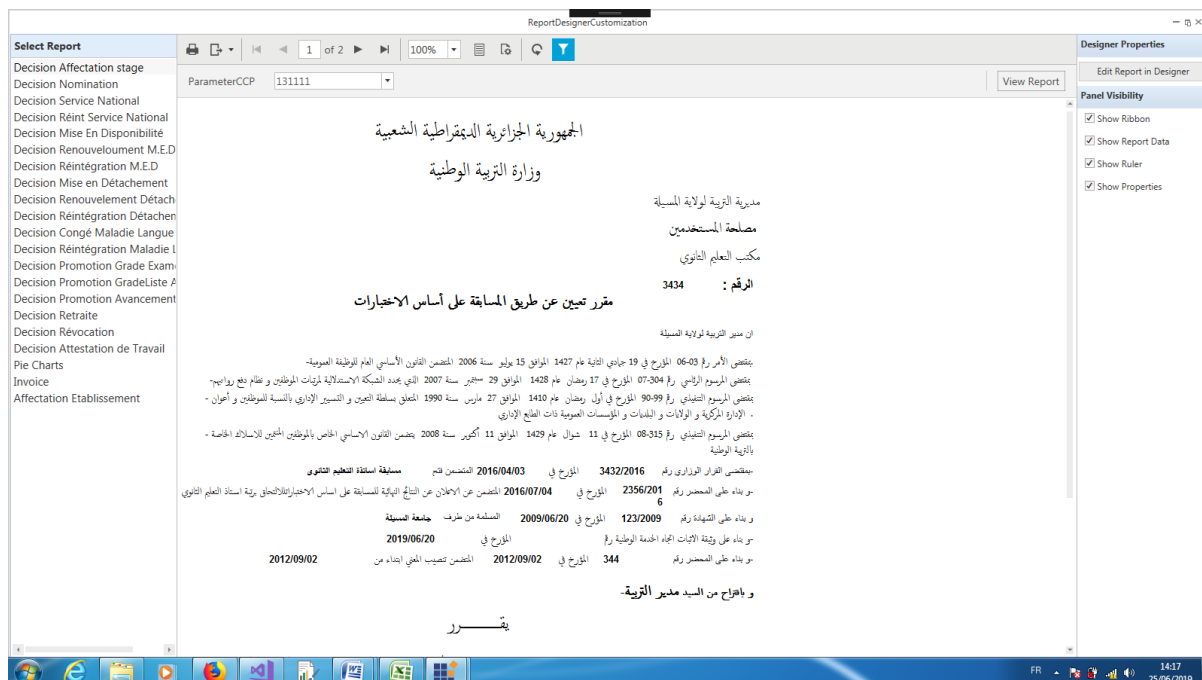 ReportDesignerCustomization
Select Report
Decision Affectation stage
Decision Nomination
Decision Service National
Decision Réint Service National
Decision Mise En Disponibilité
Decision Renouveloument M.E.D
Decision Réintégration M.E.D
Decision Mise en Détachement
Decision Renouvelement Détach
Decision Réintégration Détachen
Decision Congé Maladie Langue
Decision Réintégration Maladie L
Decision Promotion Grade Exam
Decision Promotion GradeListe A
Decision Promotion Avancement
Decision Retraite
Decision Révocation
Decision Attestation de Travail
Pie Charts
Invoice
Affectation Etablissement
1 of 2
100%
ParameterCCP 131111
View Report
الجمهورية الجزائرية الديمقراطية الشعبية
وزارة التربية الوطنية
مديرية التربية لولاية المسيلة
مصلحة المستخدمين
مكتب التعليم الثانوي
الرقم : 3434
مقرر تعيين عن طريق المسابقة على أساس الاختبارات
ان مدير التربية لولاية المسيلة
بمقتضى الأمر رقم 03-06 المؤرخ في 19 جمادي الثانية عام 1427 الموافق 15 يوليو سنة 2006 المتضمن القانون الأساسي العام للوظيفة العمومية-
بمقتضى المرسوم الرئاسي رقم 304-07 المؤرخ في 17 رمضان عام 1428 الموافق 29 سبتمبر سنة 2007 الذي يحدد الشبكة الاستدلالية لمرتبات الموظفين و نظام دفع رواتبهم-
بمقتضى المرسوم التنفيذي رقم 99-90 المؤرخ في أول رمضان عام 1410 الموافق 27 مارس سنة 1990 المتعلق بسلطة التعيين و التسيير الإداري بالنسبة للموظفين و أعوان -
. الإدارة المركزية و الولايات و البلديات و المؤسسات العمومية ذات الطابع الإداري
بمقتضى المرسوم التنفيذي رقم 315-08 المؤرخ في 11 شوال عام 1429 الموافق 11 أكتوبر سنة 2008 يتضمن القانون الاساسي الخاص بالموظفين المنتمين للاسلاك الخاصة -
بالتربية الوطنية
-بمقتضى القرار الوزارى رقم 3432/2016 المؤرخ في 2016/04/03 المتضمن فتح مسابقة اساتذة التعليم الثانوى
-و بناء على المحضر رقم 2356/2016 المؤرخ في 2016/07/04 المتضمن عن الاعلان عن النتائج النهائية للمسابقة على اساس الاختباراتللالتحاق برتبة استاذ التعليم الثانوي
و بناء على الشهادة رقم 123/2009 المؤرخ في 2009/06/20 المسلمة من طرف جامعة المسيلة
-و بناء على وثيقة الاثبات اتجاه الخدمة الوطنية رقم المؤرخ في 2019/06/20
-و بناء على المحضر رقم 344 المؤرخ في 2012/09/02 المتضمن تنصيب المعني ابتداء من 2012/09/02
و باقتراح من السيد مدير التربية-
يقـــــــرر
Designer Properties
Edit Report in Designer
Panel Visibility
Show Ribbon
Show Report Data
Show Ruler
Show Properties
FR
14:17
25/06/2019